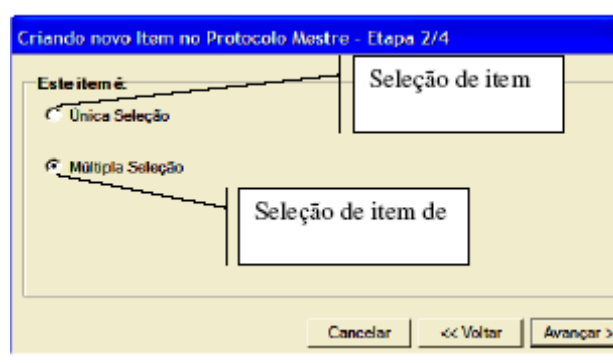 Criando novo Item no Protocolo Mestre - Etapa 2/4
Este item é:
Seleção de item
Única Seleção
Múltipla Seleção
Seleção de item de
Cancelar
<< Voltar
Avançar >